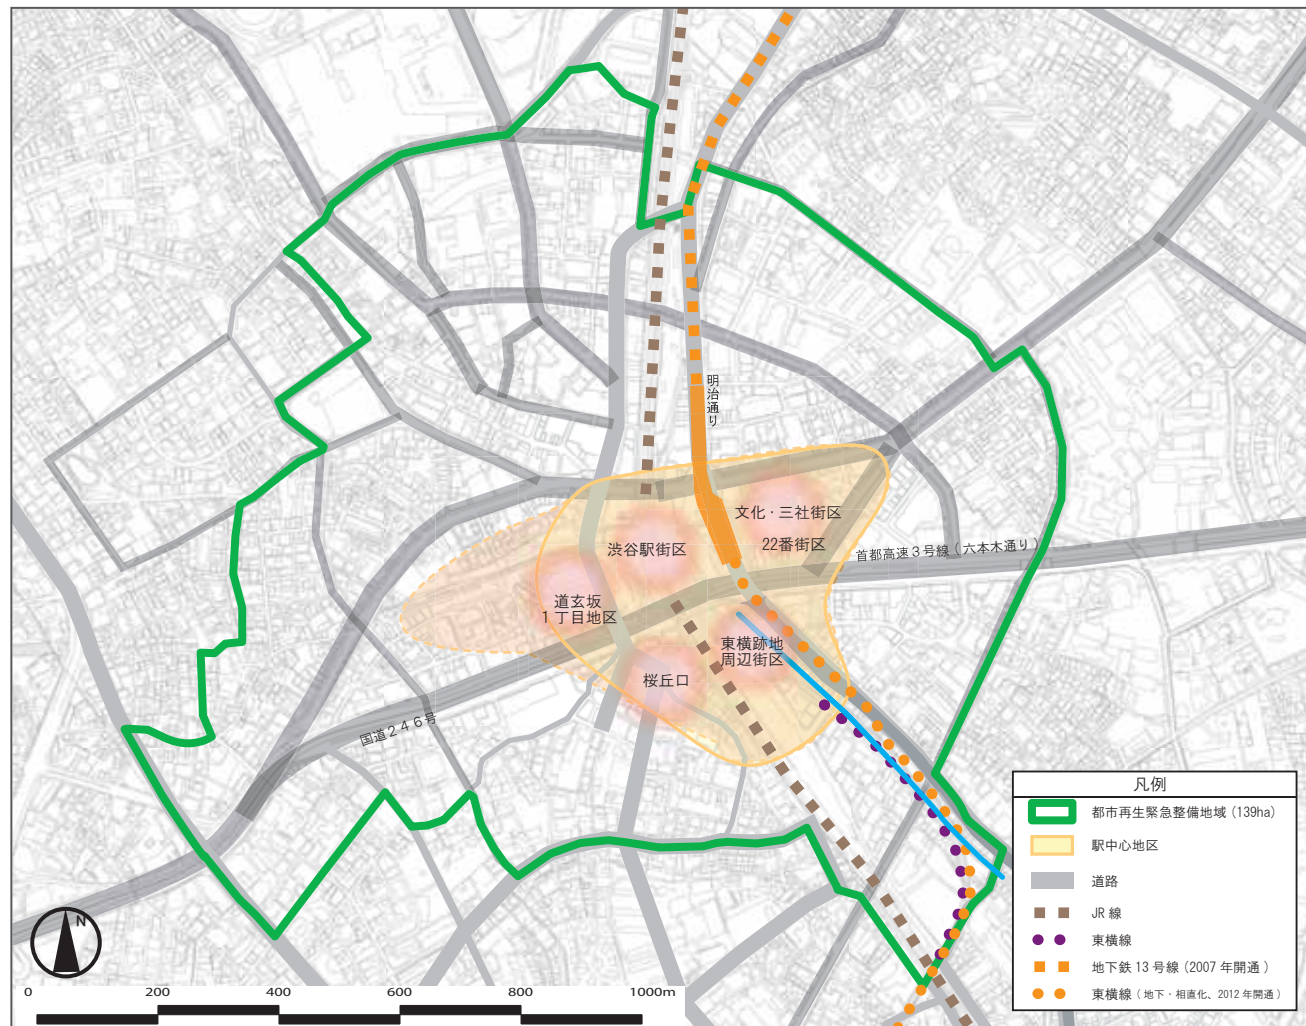 明治通り
文化・三社街区
22番街区
渋谷駅街区
首都高速3号線(六本木通り)
道玄坂
1丁目地区
東横跡地
周辺街区
桜丘口
国道246号
凡例
都市再生緊急整備地域 (139ha)
駅中心地区
道路
JR 線
東横線
地下鉄 13 号線 (2007 年開通 )
東横線 ( 地下・相直化、2012 年開通 )
N
0 200 400 600 800 1000m